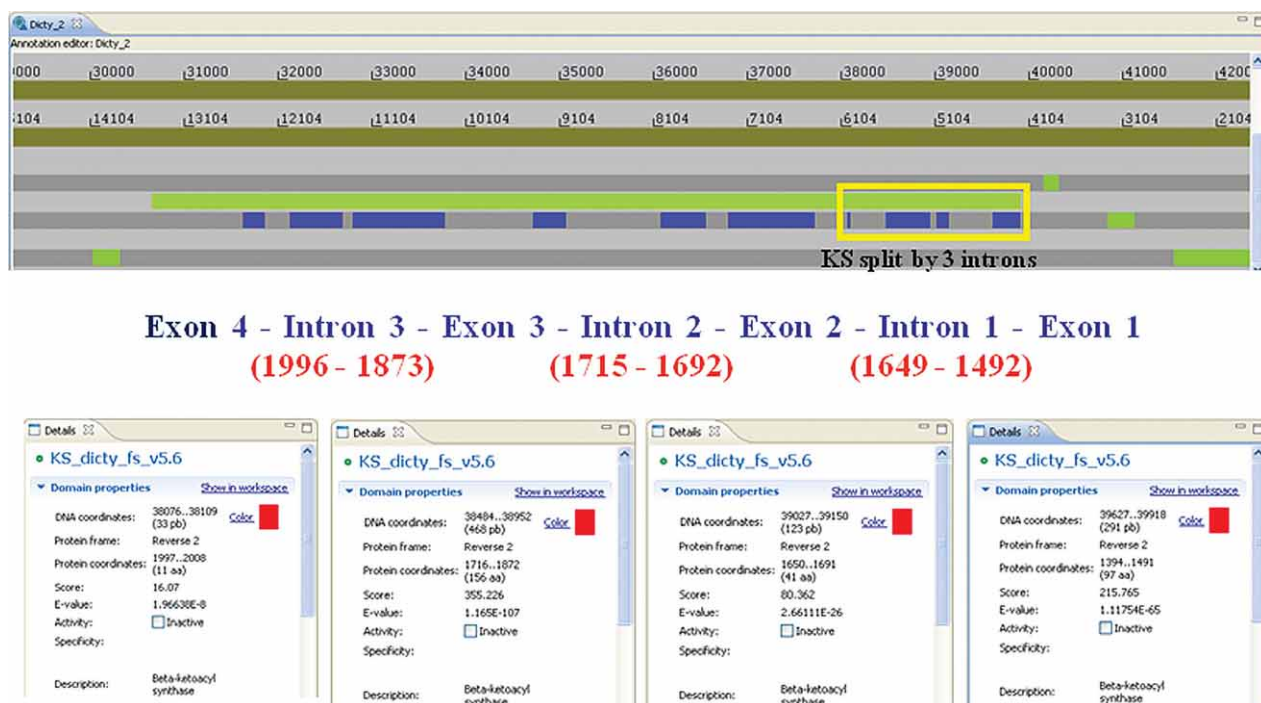 Dicty_2
Annotation editor: Dicty_2
000 30000 31000 32000 33000 34000 35000 36000 37000 38000 39000 40000 41000 4200
104 14104 13104 12104 11104 10104 9104 8104 7104 6104 5104 4104 3104 2104
KS split by 3 introns
Exon 4 - Intron 3 - Exon 3 - Intron 2 - Exon 2 - Intron 1 - Exon 1
(1996 - 1873) (1715 - 1692) (1649 - 1492)
Details
KS_dicty_fs_v5.6
Domain properties Show in workspace
DNA coordinates: 38076..38109 Color
(33 pb)
Protein frame: Reverse 2
Protein coordinates: 1997..2008
(11 aa)
Score: 16.07
E-value: 1.96638E-8
Activity: Inactive
Specificity:
Description: Beta-ketoacyl
synthase
Details
KS_dicty_fs_v5.6
Domain properties Show in workspace
DNA coordinates: 38484..38952 Color
(468 pb)
Protein frame: Reverse 2
Protein coordinates: 1716..1872
(156 aa)
Score: 355.226
E-value: 1.165E-107
Activity: Inactive
Specificity:
Description: Beta-ketoacyl
synthase
Details
KS_dicty_fs_v5.6
Domain properties Show in workspace
DNA coordinates: 39027..39150 Color
(123 pb)
Protein frame: Reverse 2
Protein coordinates: 1650..1691
(41 aa)
Score: 80.362
E-value: 2.66111E-26
Activity: Inactive
Specificity:
Description: Beta-ketoacyl
synthase
Details
KS_dicty_fs_v5.6
Domain properties Show in workspace
DNA coordinates: 39627..39918 Color
(291 pb)
Protein frame: Reverse 2
Protein coordinates: 1394..1491
(97 aa)
Score: 215.765
E-value: 1.11754E-65
Activity: Inactive
Specificity:
Description: Beta-ketoacyl
synthase